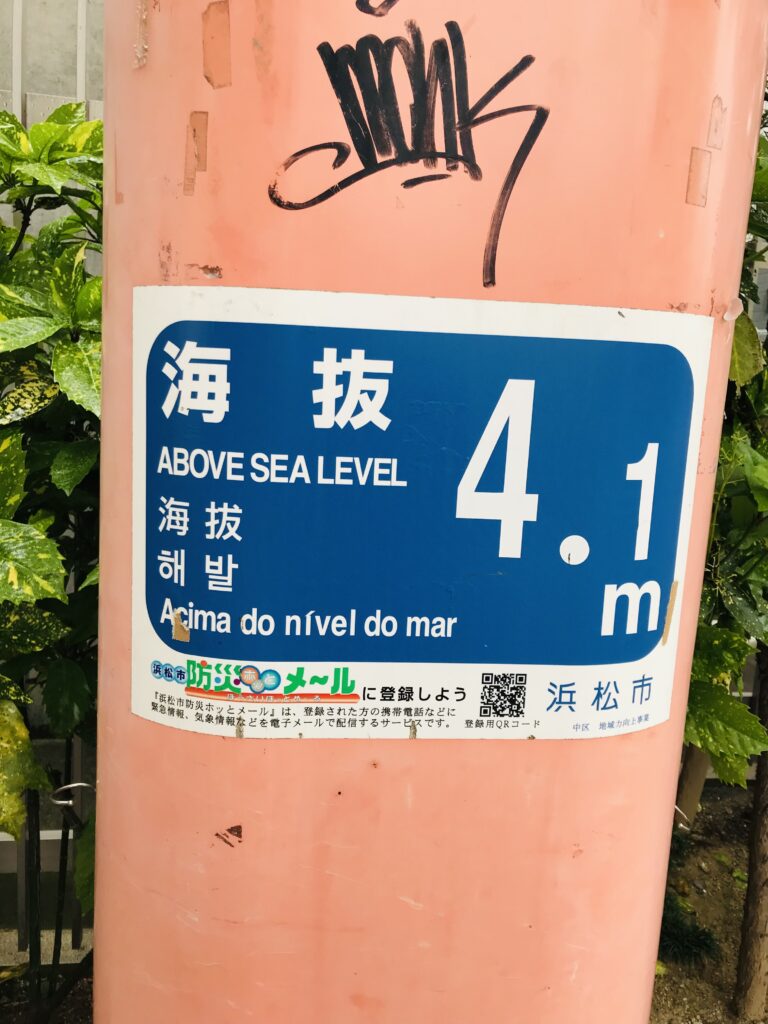 海 抜
ABOVE SEA LEVEL
海 抜
해 발
Acima do nível do mar
4.1
m
浜松市防災ホッとメールに登録しよう
『浜松市防災ホッとメール』は、登録された方の携帯電話などに
緊急情報、気象情報などを電子メールで配信するサービスです。
登録用QRコード
浜松市
中区 地域力向上事業